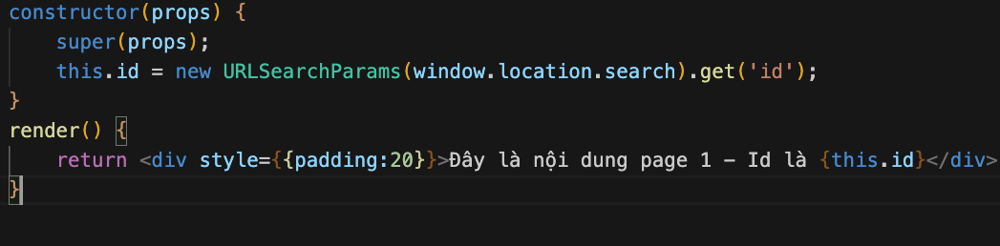 constructor(props) {
super(props);
this.id = new URLSearchParams(window.location.search).get('id');
}
render() {
return <div style={{padding:20}}>Đây là nội dung page 1 - Id là {this.id}</div>
}